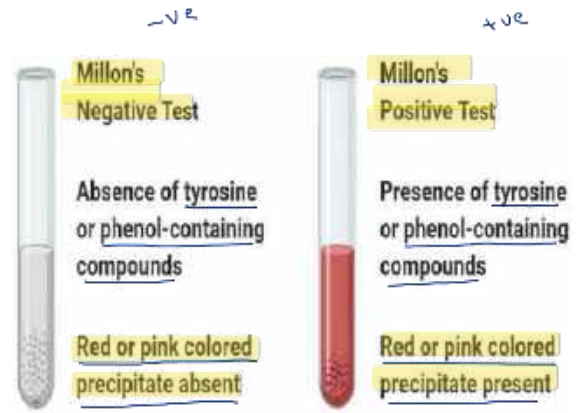 -ve
+ve
Millon's
Negative Test
Absence of tyrosine
or phenol-containing
compounds
Red or pink colored
precipitate absent
Millon's
Positive Test
Presence of tyrosine
or phenol-containing
compounds
Red or pink colored
precipitate present